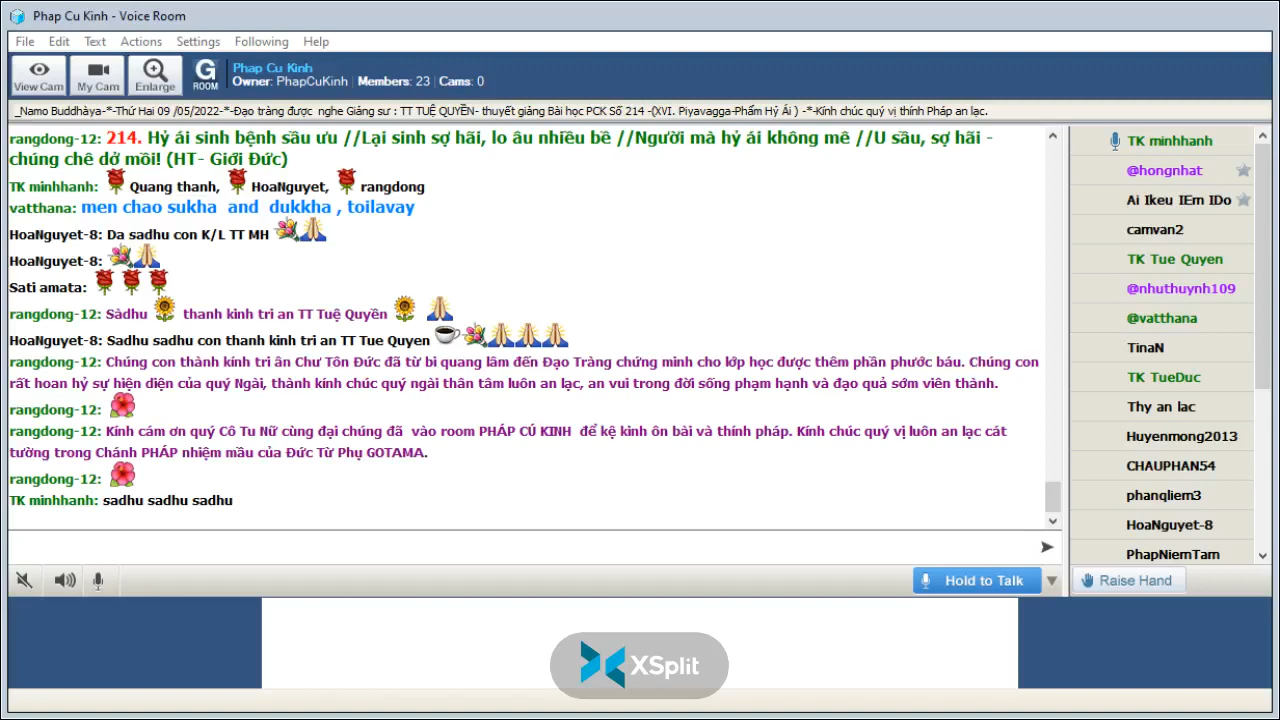 Phap Cu Kinh - Voice Room
File Edit Text Actions Settings Following Help
View Cam My Cam Enlarge G ROOM
Phap Cu Kinh
Owner: PhapCuKinh | Members: 23 | Cams: 0
_Namo Buddhàya-*-Thứ Hai 09 /05/2022-*-Đạo tràng được nghe Giảng sư : TT TUỆ QUYỀN- thuyết giảng Bài học PCK Số 214 -(XVI. Piyavagga-Phẩm Hỷ Ái ) -*-Kính chúc quý vị thính Pháp an lạc.
rangdong-12: 214. Hỷ ái sinh bệnh sầu ưu //Lại sinh sợ hãi, lo âu nhiều bề //Người mà hỷ ái không mê //U sầu, sợ hãi -
chúng chê dở mồi! (HT- Giới Đức)
TK minhhanh: Quang thanh, HoaNguyet, rangdong
vatthana: men chao sukha and dukkha , toilavay
HoaNguyet-8: Da sadhu con K/L TT MH
HoaNguyet-8:
Sati amata:
rangdong-12: Sàdhu thanh kinh tri an TT Tuệ Quyền
HoaNguyet-8: Sadhu sadhu con thanh kinh tri an TT Tue Quyen
rangdong-12: Chúng con thành kính tri ân Chư Tôn Đức đã từ bi quang lâm đến Đạo Tràng chứng minh cho lớp học được thêm phần phước báu. Chúng con
rất hoan hỷ sự hiện diện của quý Ngài, thành kính chúc quý ngài thân tâm luôn an lạc, an vui trong đời sống phạm hạnh và đạo quả sớm viên thành.
rangdong-12:
rangdong-12: Kính cám ơn quý Cô Tu Nữ cùng đại chúng đã vào room PHÁP CÚ KINH để kệ kinh ôn bài và thính pháp. Kính chúc quý vị luôn an lạc cát
tường trong Chánh PHÁP nhiệm mầu của Đức Từ Phụ GOTAMA.
rangdong-12:
TK minhhanh: sadhu sadhu sadhu
Hold to Talk
TK minhhanh
@hongnhat
Ai Ikeu IEm IDo
camvan2
TK Tue Quyen
@nhuthuynh109
@vatthana
TinaN
TK TueDuc
Thy an lac
Huyenmong2013
CHAUPHAN54
phanqliem3
HoaNguyet-8
PhapNiemTam
Raise Hand
XSplit